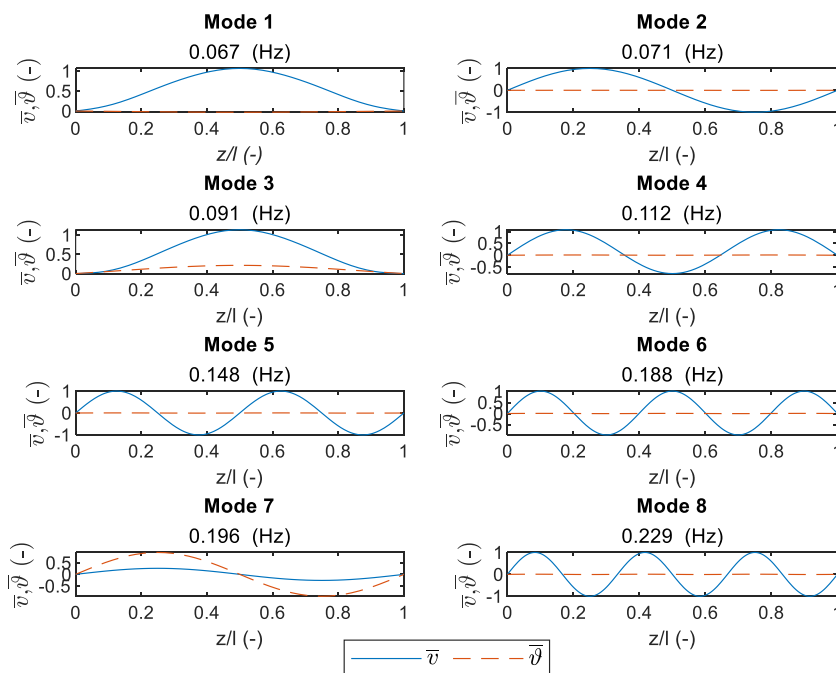 Mode 1
0.067 (Hz)
v̅,ϑ̅ (-)
1
0.5
0
0 0.2 0.4 0.6 0.8 1
z/l (-)
Mode 2
0.071 (Hz)
v̅,ϑ̅ (-)
1
0
-1
0 0.2 0.4 0.6 0.8 1
z/l (-)
Mode 3
0.091 (Hz)
v̅,ϑ̅ (-)
1
0.5
0
0 0.2 0.4 0.6 0.8 1
z/l (-)
Mode 4
0.112 (Hz)
v̅,ϑ̅ (-)
1
0.5
0
-0.5
0 0.2 0.4 0.6 0.8 1
z/l (-)
Mode 5
0.148 (Hz)
v̅,ϑ̅ (-)
1
0
-1
0 0.2 0.4 0.6 0.8 1
z/l (-)
Mode 6
0.188 (Hz)
v̅,ϑ̅ (-)
1
0.5
0
-0.5
0 0.2 0.4 0.6 0.8 1
z/l (-)
Mode 7
0.196 (Hz)
v̅,ϑ̅ (-)
0.5
0
-0.5
0 0.2 0.4 0.6 0.8 1
z/l (-)
Mode 8
0.229 (Hz)
v̅,ϑ̅ (-)
1
0
-1
0 0.2 0.4 0.6 0.8 1
z/l (-)
v̅ ϑ̅